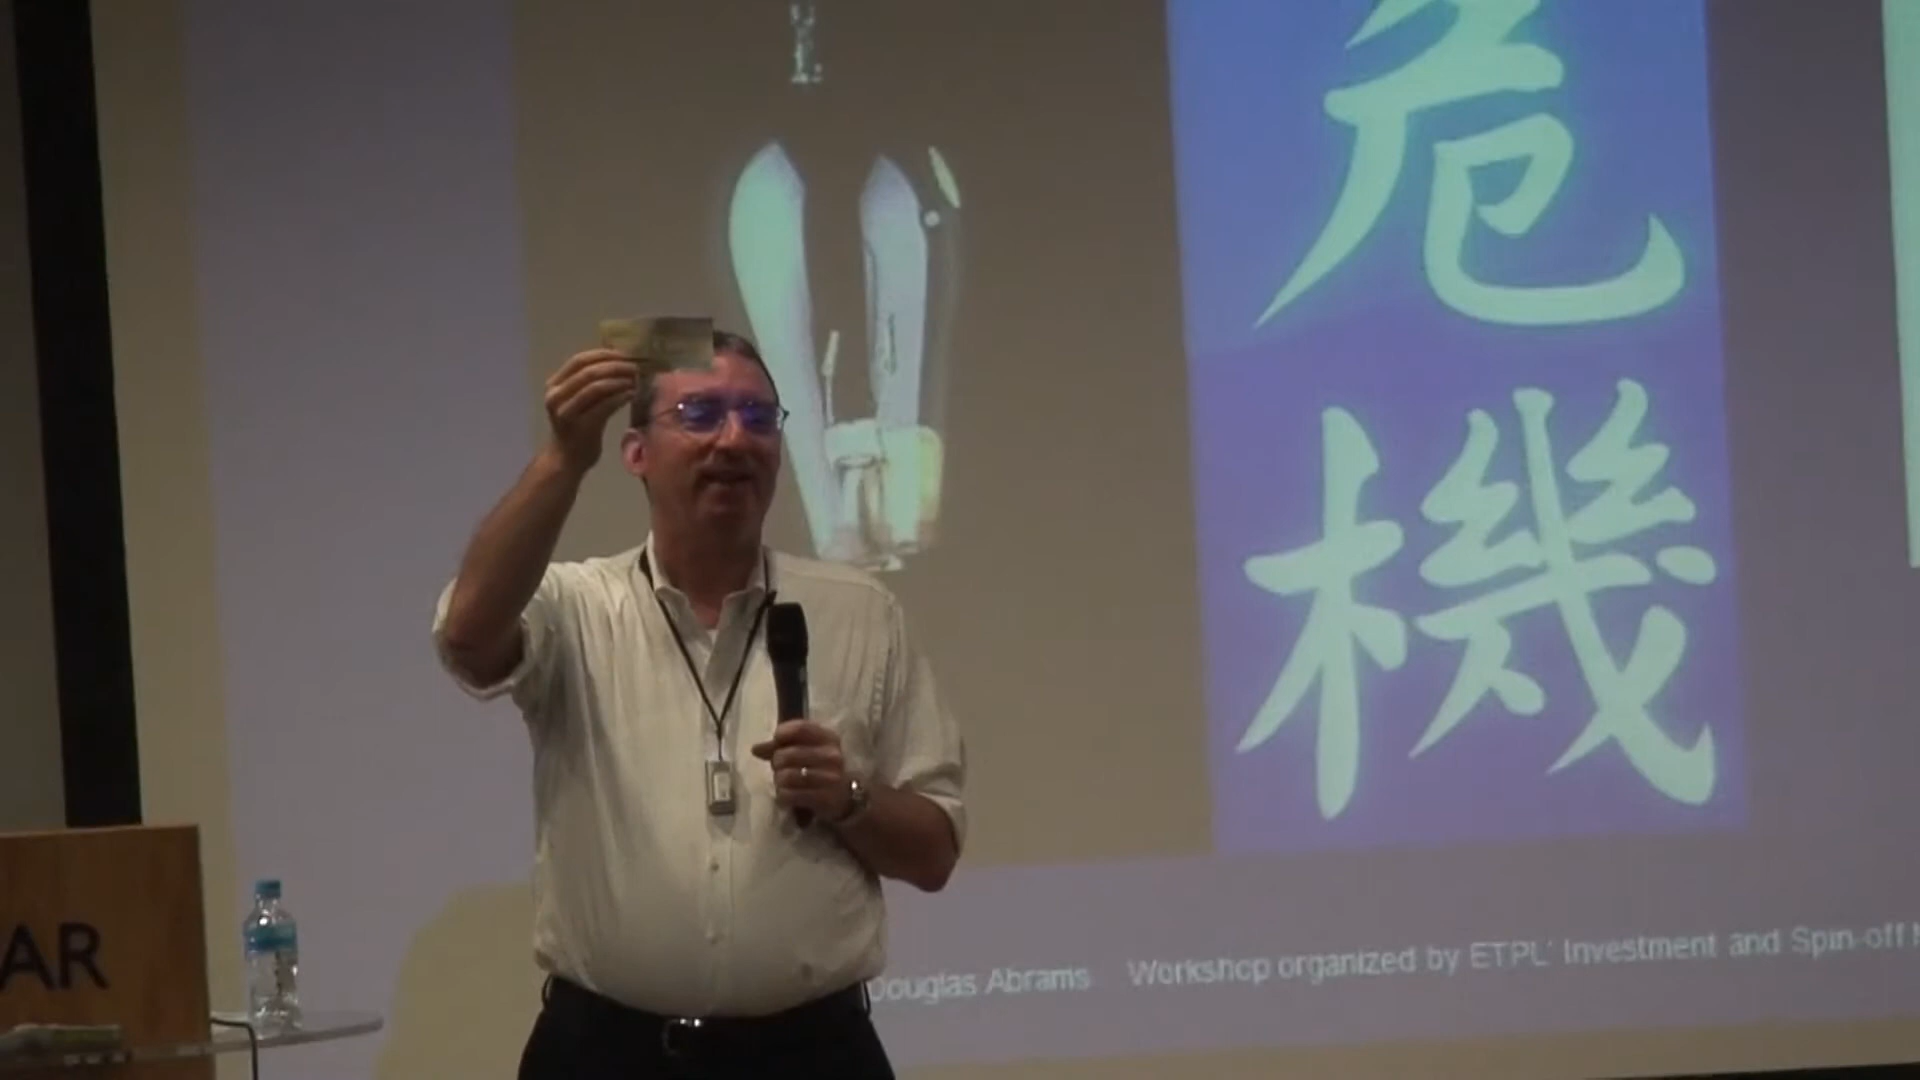 危
機
AR
Douglas Abrams Workshop organized by ETPL' Investment and Spin-off